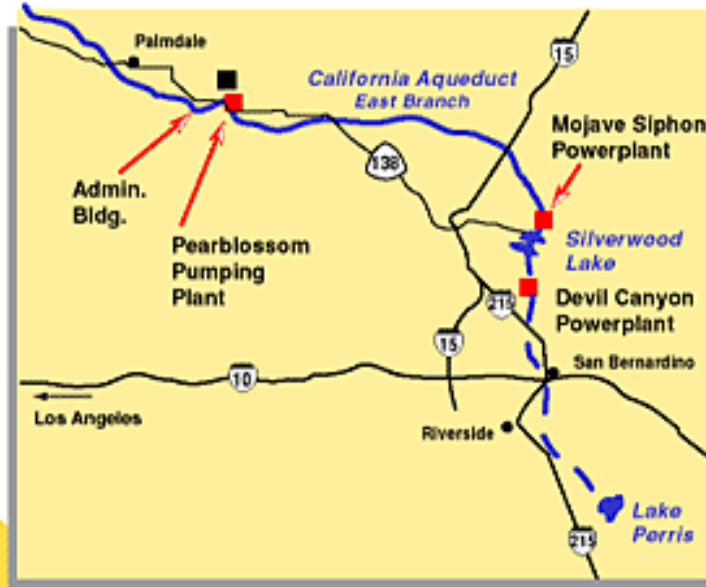 Palmdale
15
California Aqueduct
East Branch
Mojave Siphon
Powerplant
138
Admin.
Bldg.
Pearblossom
Pumping
Plant
Silverwood
Lake
Devil Canyon
Powerplant
215
15
San Bernardino
10
Los Angeles
Riverside
Lake
Perris
215